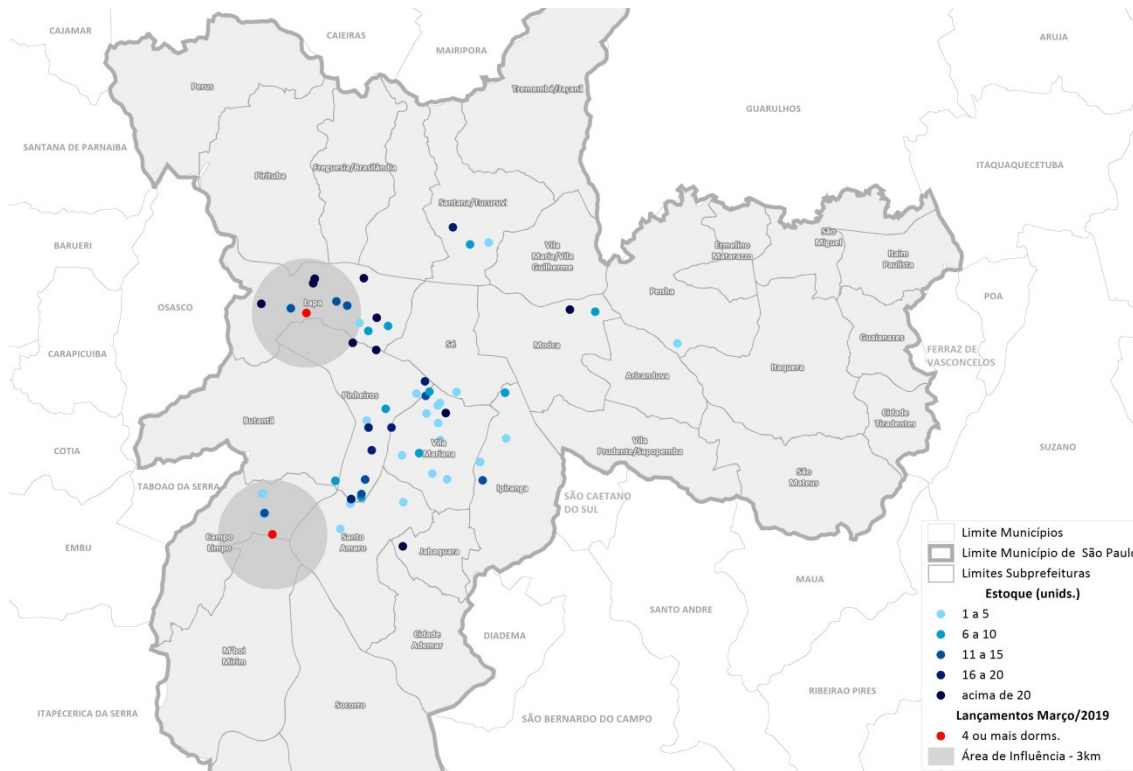 CAJAMAR
CAIEIRAS
MAIRIPORA
ARUJA
Perus
Tremembé/Jaçanã
GUARULHOS
SANTANA DE PARNAIBA
Pirituba
Freguesia/Brasilândia
ITAQUAQUECETUBA
Santana/Tucuruvi
São
Miguel
Ermelino
Matarazzo
Itaim
Paulista
BARUERI
Vila
Maria/Vila
Guilherme
OSASCO
Lapa
Penha
POA
CARAPICUIBA
Sé
Moóca
Guaianazes
FERRAZ DE
VASCONCELOS
Itaquera
Aricanduva
Pinheiros
Butantã
Cidade
Tiradentes
COTIA
Vila
Mariana
Vila
Prudente/Sapopemba
SUZANO
TABOAO DA SERRA
Ipiranga
São
Mateus
SÃO CAETANO
DO SUL
EMBU
Campo
Limpo
Santo
Amaro
Jabaquara
MAUA
SANTO ANDRE
DIADEMA
Cidade
Ademar
M'boi
Mirim
RIBEIRAO PIRES
Socorro
ITAPECERICA DA SERRA
SÃO BERNARDO DO CAMPO
Limite Municípios
Limite Município de São Paulo
Limites Subprefeituras
Estoque (unids.)
1 a 5
6 a 10
11 a 15
16 a 20
acima de 20
Lançamentos Março/2019
4 ou mais dorms.
Área de Influência - 3km